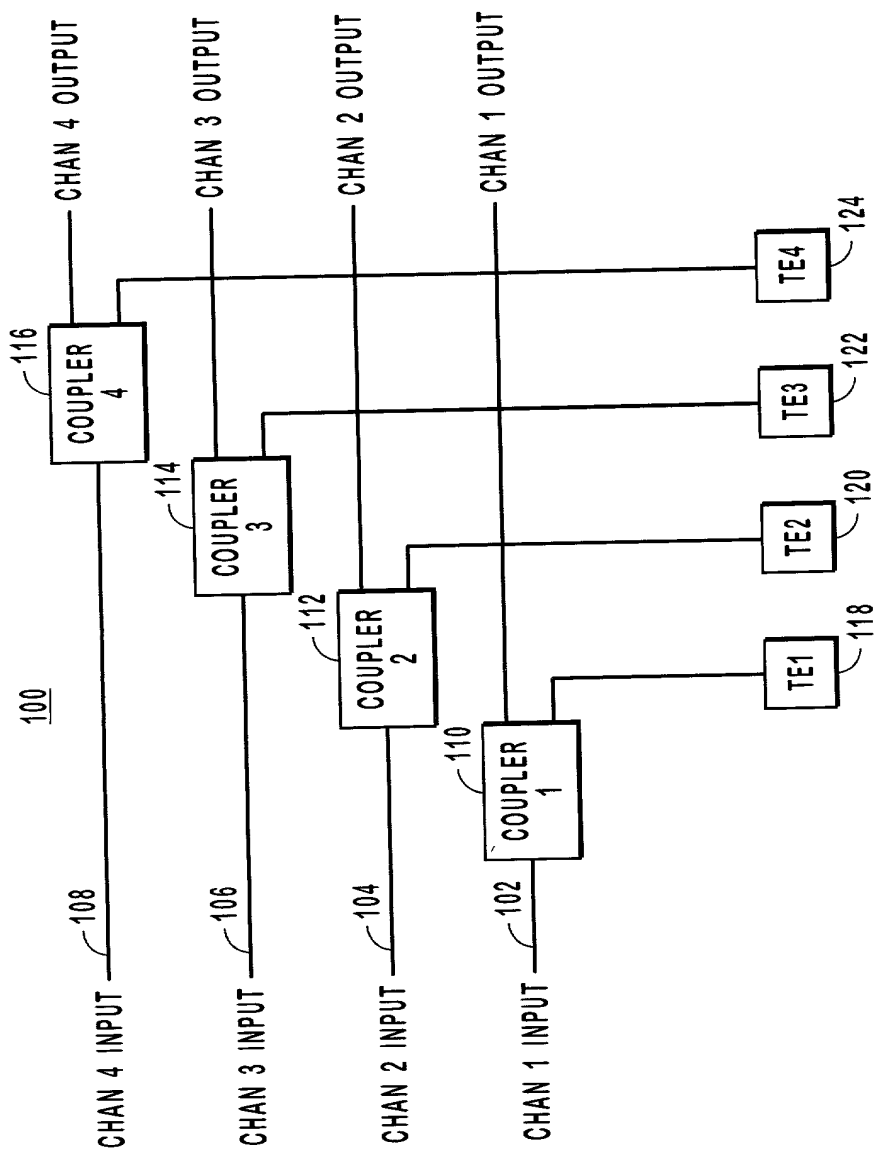 100
CHAN 4 INPUT
108
COUPLER
4
116
CHAN 4 OUTPUT
CHAN 3 INPUT
106
COUPLER
3
114
CHAN 3 OUTPUT
CHAN 2 INPUT
104
COUPLER
2
112
CHAN 2 OUTPUT
CHAN 1 INPUT
102
COUPLER
1
110
CHAN 1 OUTPUT
TE1
118
TE2
120
TE3
122
TE4
124